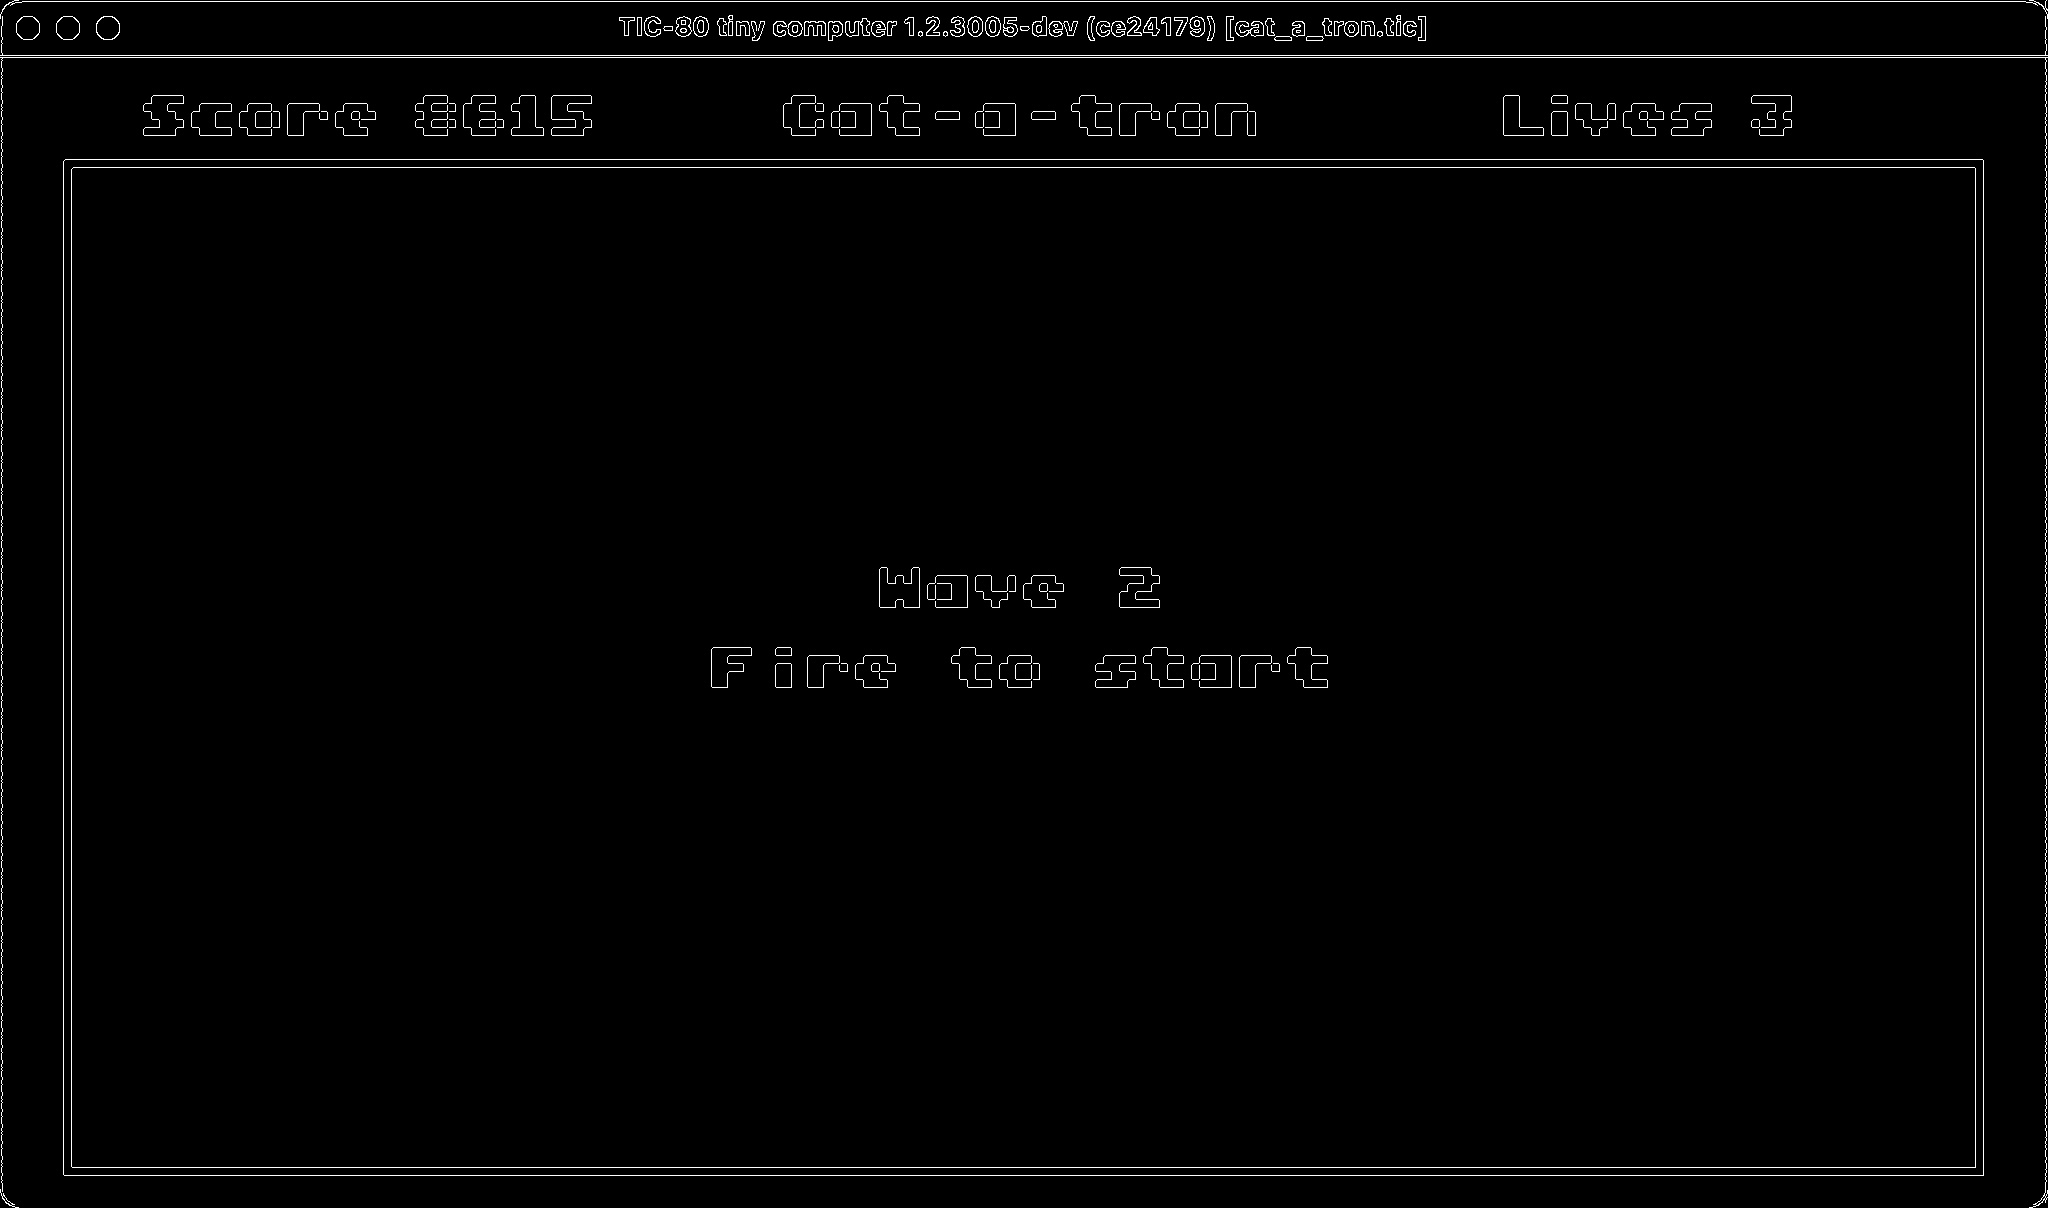 TIC-80 tiny computer 1.2.3005-dev (ce24179) [cat_a_tron.tic]
Score 8615 Cat-a-tron Lives 3
Wave 2
Fire to start